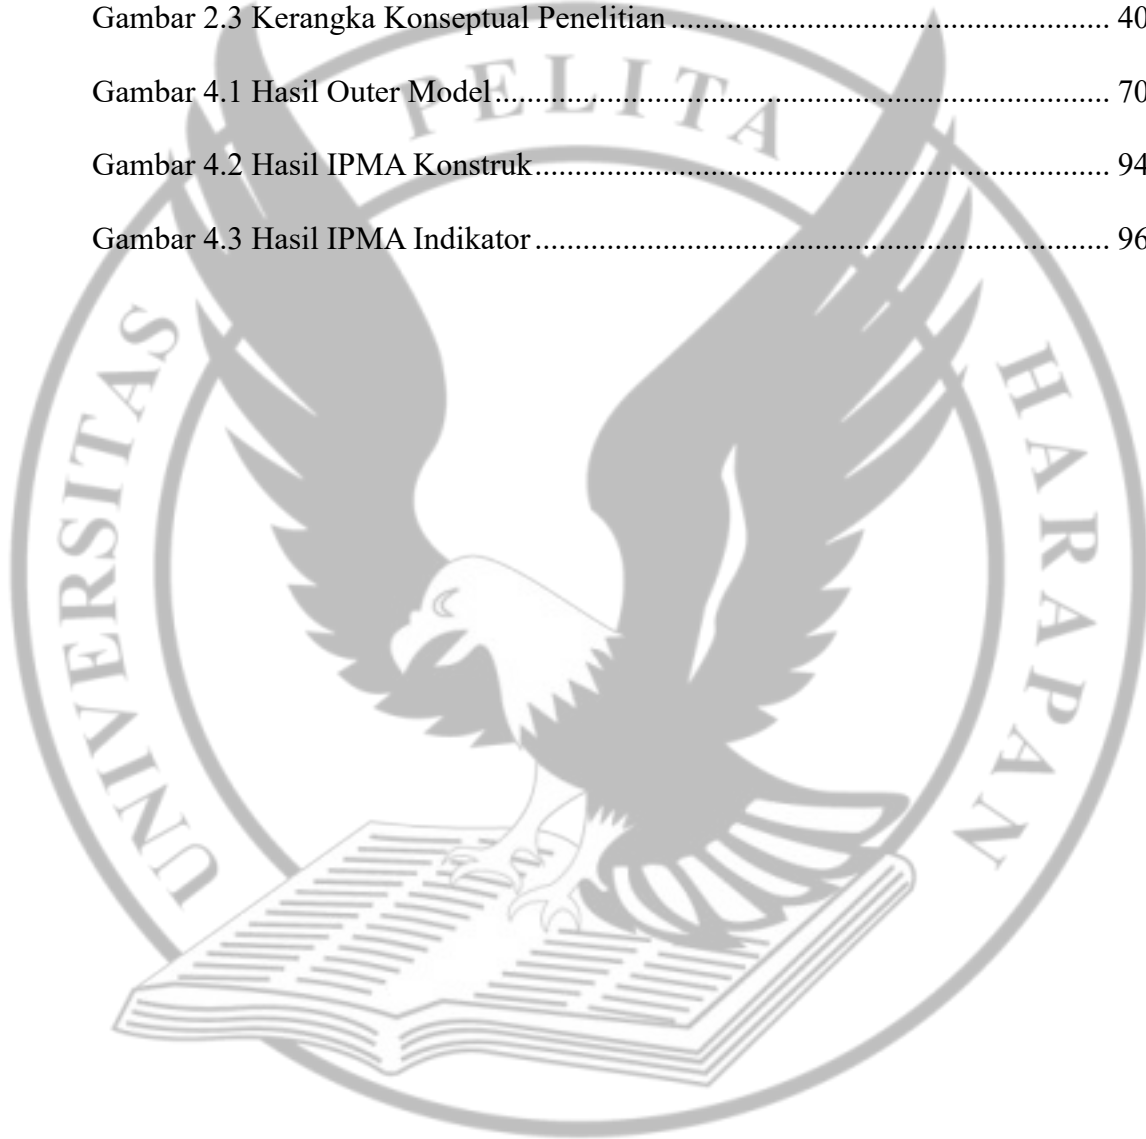 Gambar 2.3 Kerangka Konseptual Penelitian ........................................................ 40
Gambar 4.1 Hasil Outer Model ............................................................................... 70
Gambar 4.2 Hasil IPMA Konstruk .......................................................................... 94
Gambar 4.3 Hasil IPMA Indikator .......................................................................... 96
UNIVERSITAS PELITA HARAPAN